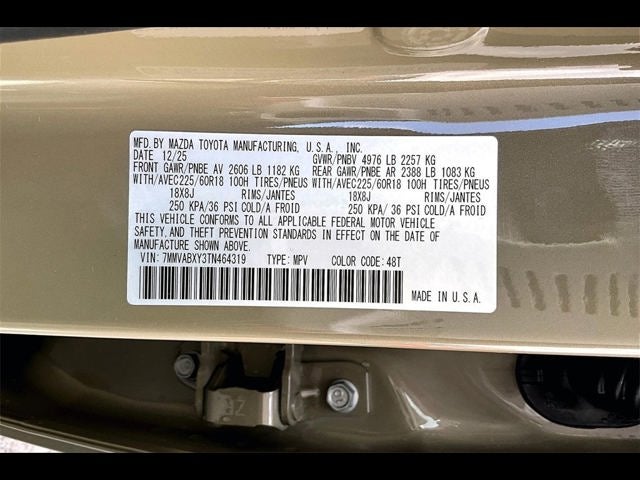 MFD. BY MAZDA TOYOTA MANUFACTURING, U.S.A., INC.
DATE 12/25 GVWR/PNBV 4976 LB 2257 KG
FRONT GAWR/PNBE AV 2606 LB 1182 KG REAR GAWR/PNBE AR 2388 LB 1083 KG
WITH/AVEC225/60R18 100H TIRES/PNEUS WITH/AVEC225/60R18 100H TIRES/PNEUS
18X8J RIMS/JANTES 18X8J RIMS/JANTES
250 KPA/36 PSI COLD/A FROID 250 KPA/36 PSI COLD/A FROID
THIS VEHICLE CONFORMS TO ALL APPLICABLE FEDERAL MOTOR VEHICLE
SAFETY, AND THEFT PREVENTION STANDARDS IN EFFECT ON THE DATE OF
MANUFACTURE SHOWN ABOVE.
VIN: 7MMVABXY3TN464319 TYPE: MPV COLOR CODE: 48T
MADE IN U.S.A.